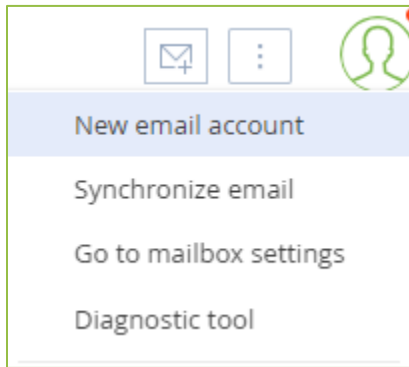 New email account
Synchronize email
Go to mailbox settings
Diagnostic tool